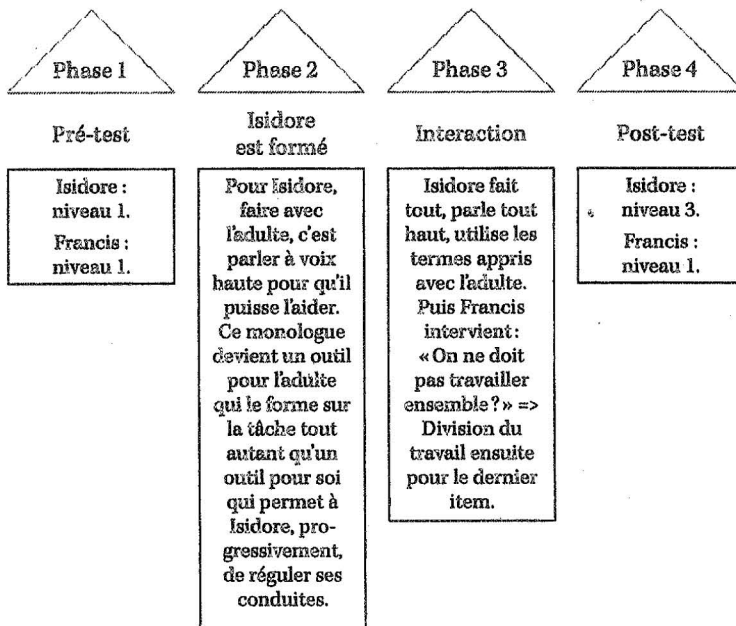 Phase 1
Phase 2
Phase 3
Phase 4
Pré-test
Isidore
est formé
Interaction
Post-test
Isidore :
niveau 1.
Francis :
niveau 1.
Pour Isidore,
faire avec
l'adulte, c'est
parler à voix
haute pour qu'il
puisse l'aider.
Ce monologue
devient un outil
pour l'adulte
qui le forme sur
la tâche tout
autant qu'un
outil pour soi
qui permet à
Isidore, pro-
gressivement,
de réguler ses
conduites.
Isidore fait
tout, parle tout
haut, utilise les
termes appris
avec l'adulte.
Puis Francis
intervient :
« On ne doit
pas travailler
ensemble ? » =>
Division du
travail ensuite
pour le dernier
item.
Isidore :
niveau 3.
Francis :
niveau 1.